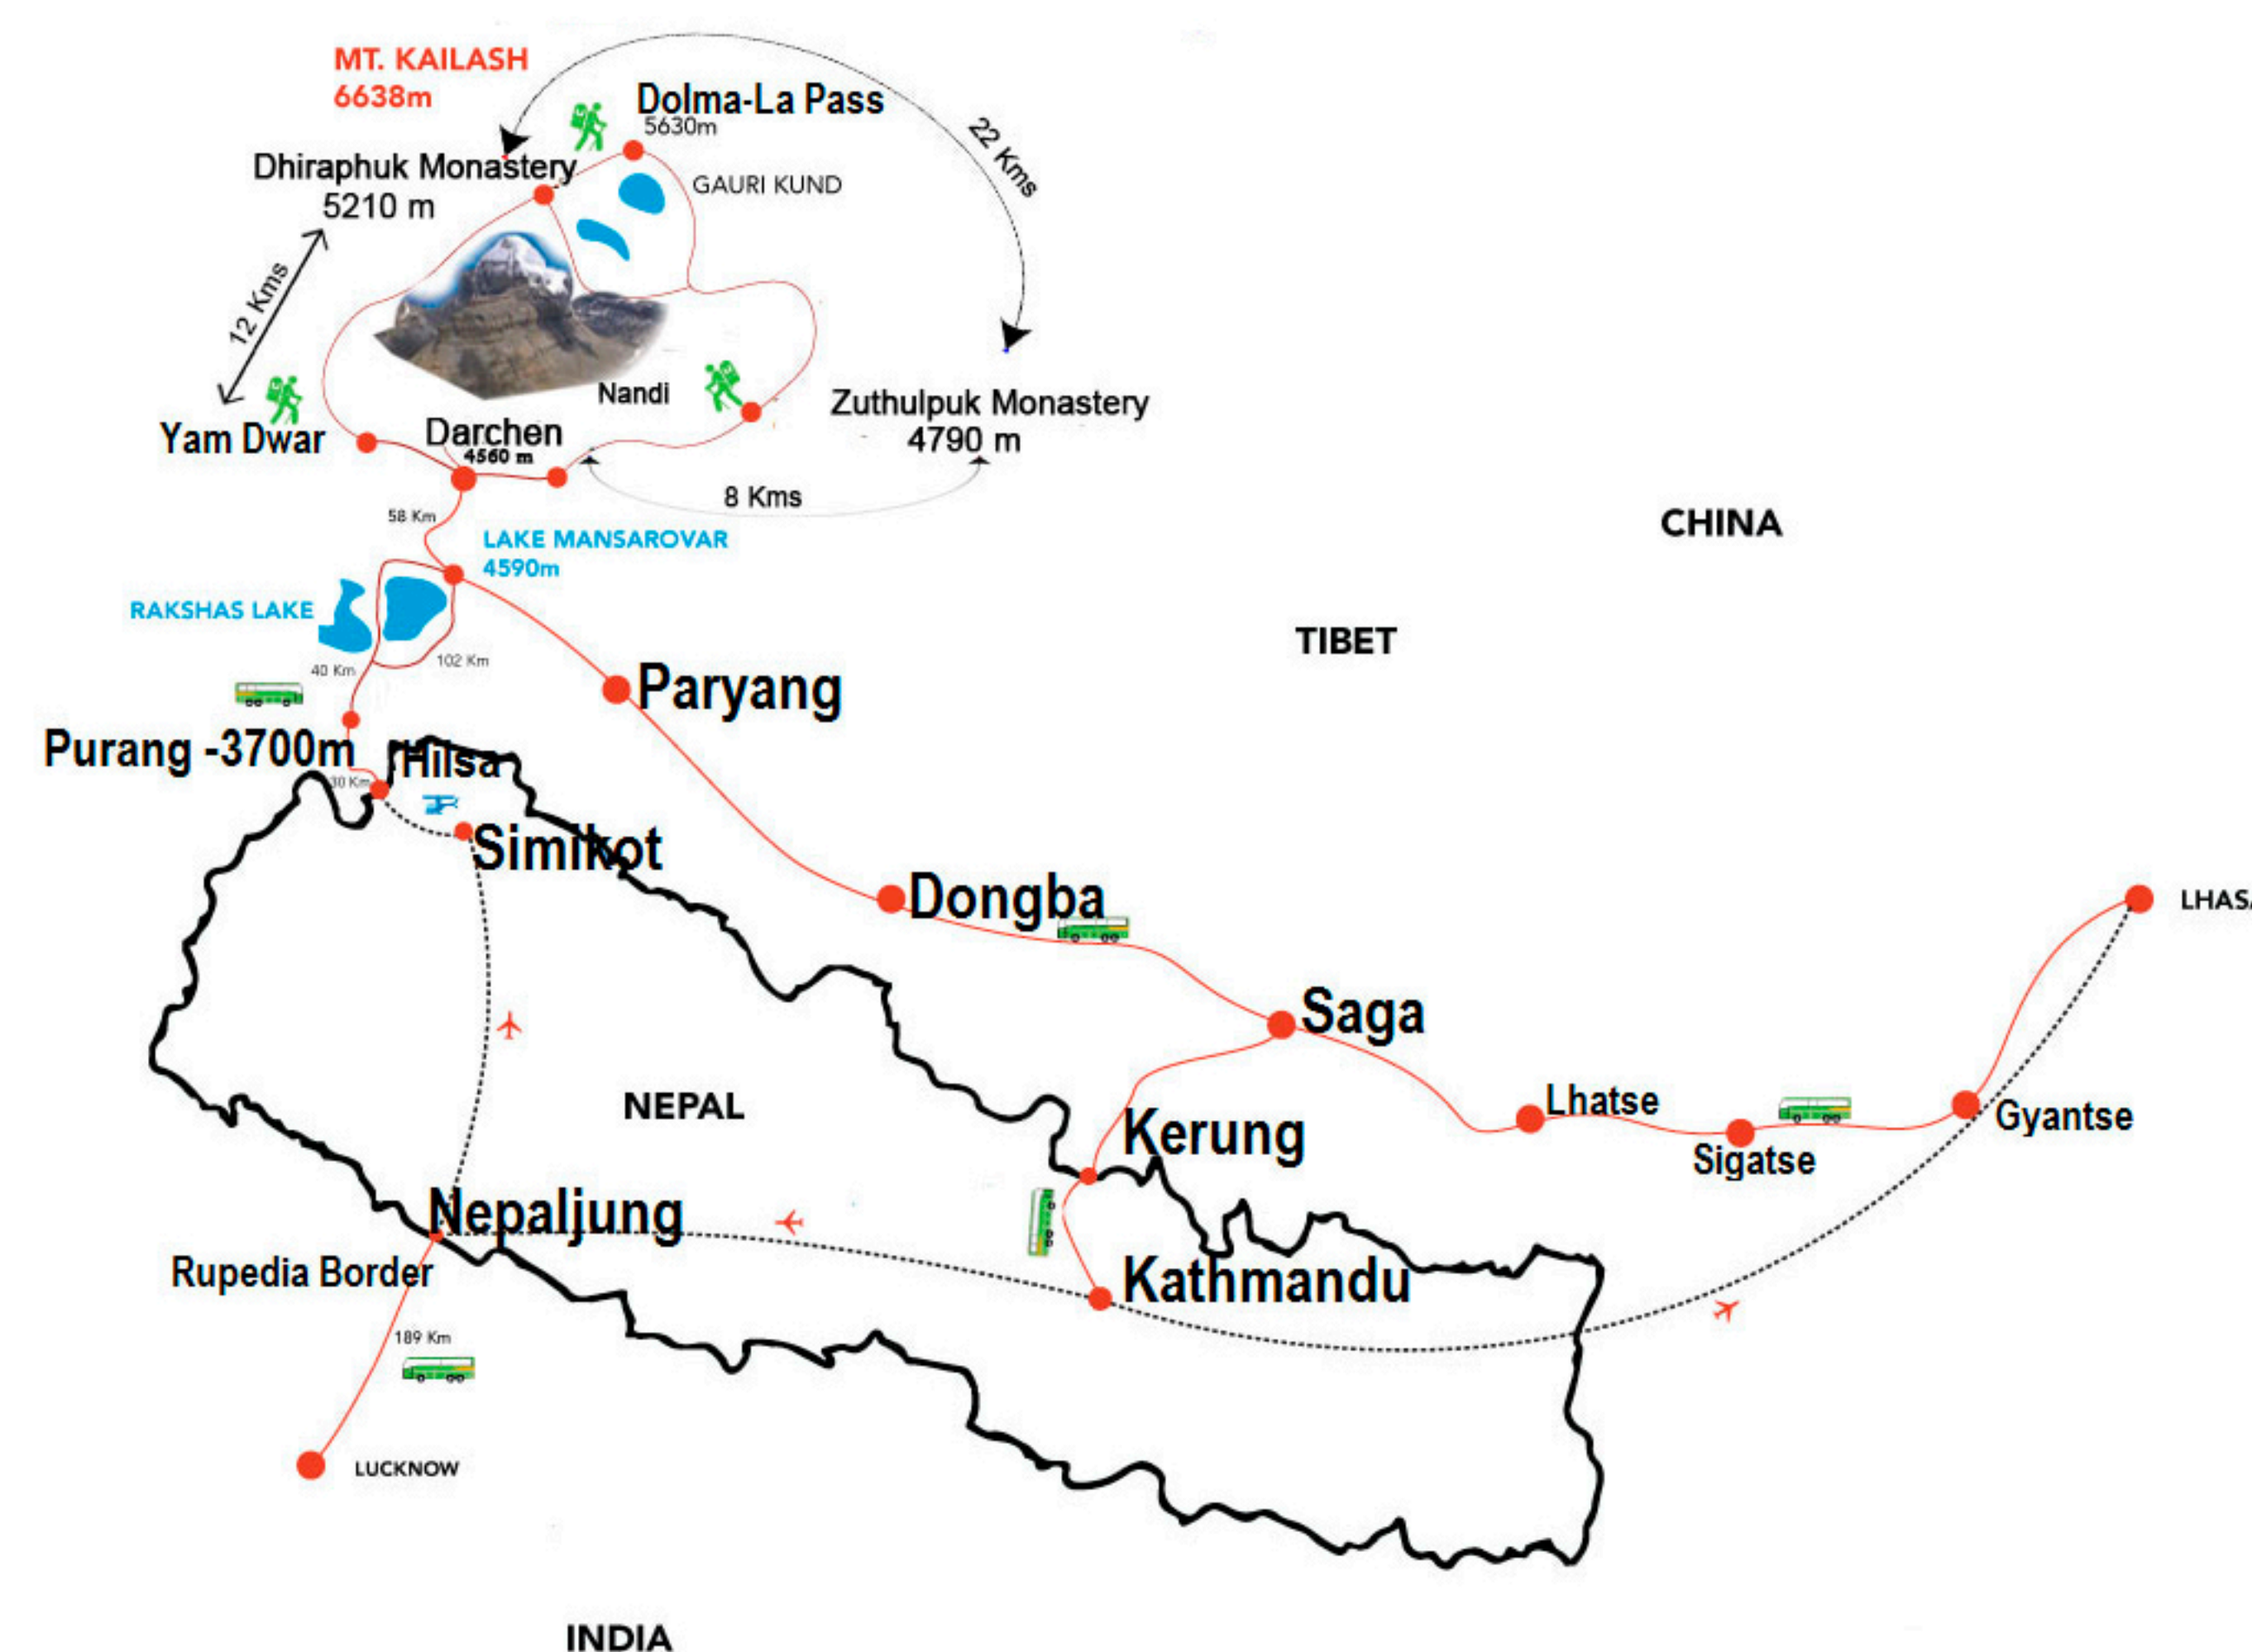 MT. KAILASH
6638m
Dolma-La Pass
5630m
22 Kms
Dhiraphuk Monastery
5210 m
GAURI KUND
12 Kms
Nandi
Zuthulpuk Monastery
4790 m
Yam Dwar
Darchen
4560 m
8 Kms
58 Km
LAKE MANSAROVAR
4590m
CHINA
RAKSHAS LAKE
TIBET
40 Km
102 Km
Paryang
Purang -3700m
Hilsa
30 Km
Simikot
Dongba
LHASA
Saga
NEPAL
Lhatse
Kerung
Gyantse
Sigatse
Nepaljung
Rupedia Border
Kathmandu
189 Km
LUCKNOW
INDIA